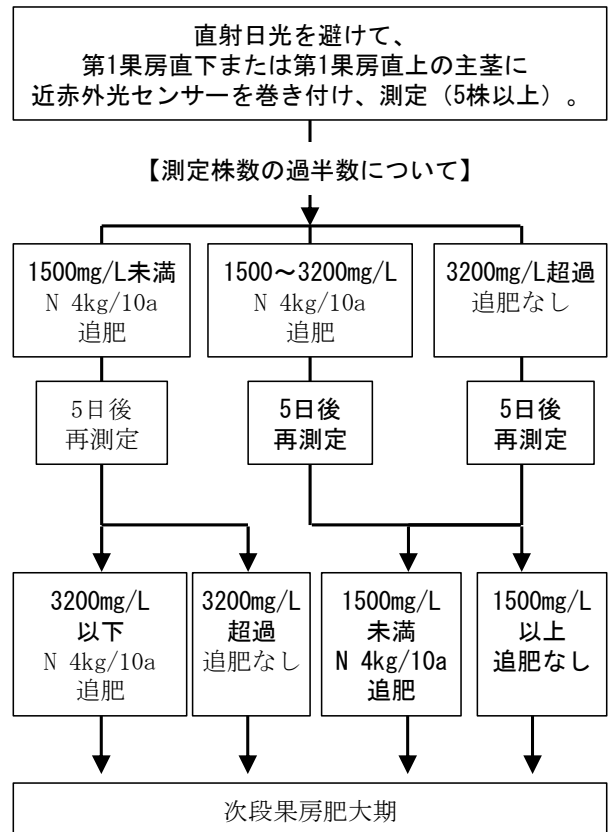 直射日光を避けて、
第1果房直下または第1果房直上の主茎に
近赤外光センサーを巻き付け、測定（5株以上）。
【測定株数の過半数について】
1500mg/L未満
N 4kg/10a
追肥
1500～3200mg/L
N 4kg/10a
追肥
3200mg/L超過
追肥なし
5日後
再測定
5日後
再測定
5日後
再測定
3200mg/L
以下
N 4kg/10a
追肥
3200mg/L
超過
追肥なし
1500mg/L
未満
N 4kg/10a
追肥
1500mg/L
以上
追肥なし
次段果房肥大期